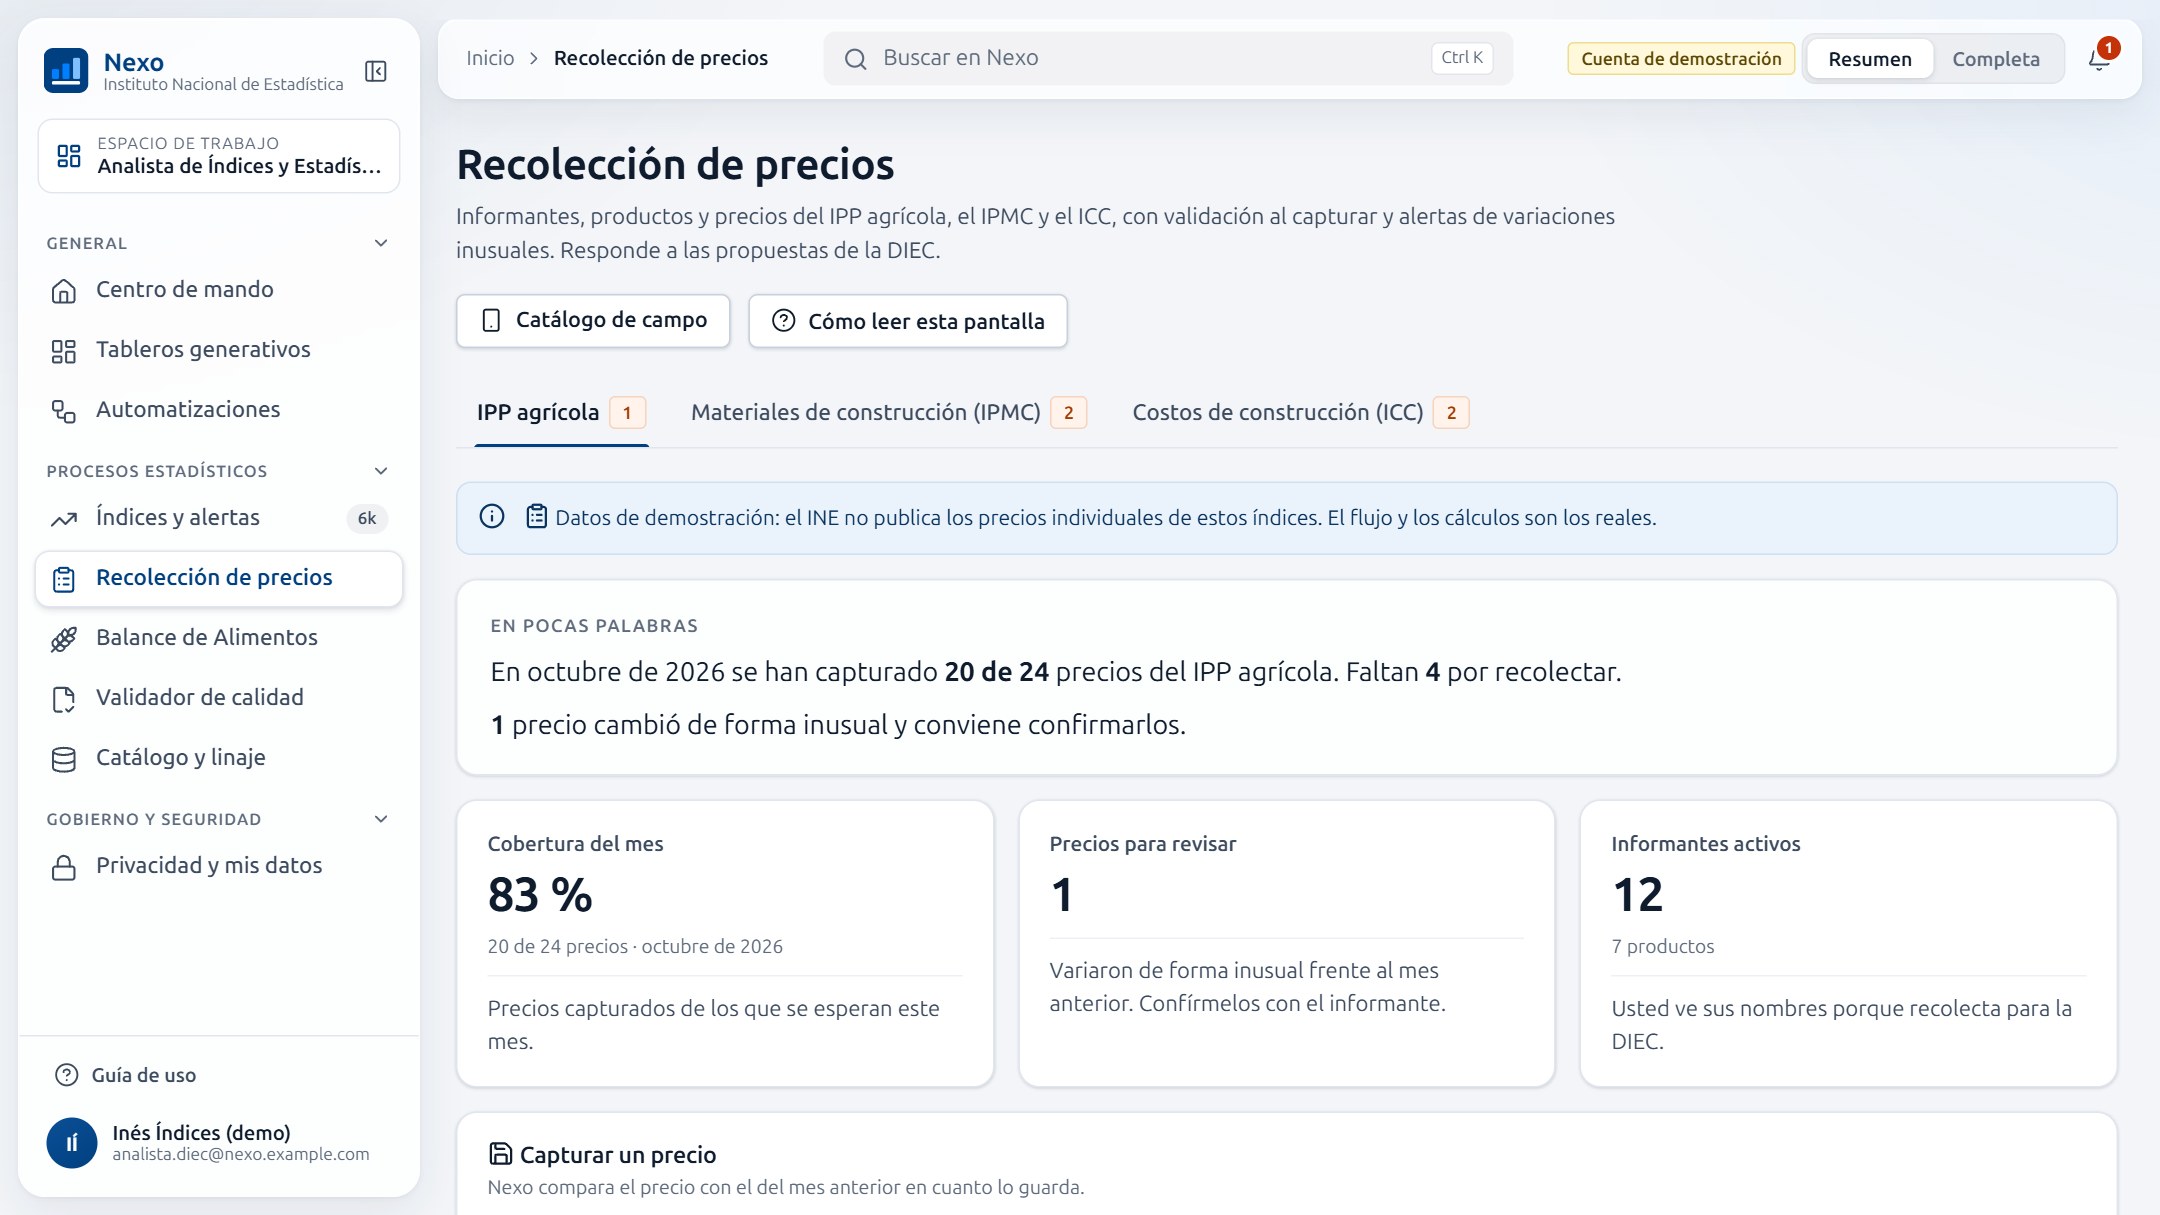 Nexo
Instituto Nacional de Estadística
ESPACIO DE TRABAJO
Analista de Índices y Estadís...
GENERAL
Centro de mando
Tableros generativos
Automatizaciones
PROCESOS ESTADÍSTICOS
Índices y alertas 6k
Recolección de precios
Balance de Alimentos
Validador de calidad
Catálogo y linaje
GOBIERNO Y SEGURIDAD
Privacidad y mis datos
Guía de uso
IÍ
Inés Índices (demo)
analista.diec@nexo.example.com
Inicio > Recolección de precios
Buscar en Nexo Ctrl K
Cuenta de demostración
Resumen Completa
1
Recolección de precios
Informantes, productos y precios del IPP agrícola, el IPMC y el ICC, con validación al capturar y alertas de variaciones
inusuales. Responde a las propuestas de la DIEC.
Catálogo de campo
Cómo leer esta pantalla
IPP agrícola 1
Materiales de construcción (IPMC) 2
Costos de construcción (ICC) 2
Datos de demostración: el INE no publica los precios individuales de estos índices. El flujo y los cálculos son los reales.
EN POCAS PALABRAS
En octubre de 2026 se han capturado 20 de 24 precios del IPP agrícola. Faltan 4 por recolectar.
1 precio cambió de forma inusual y conviene confirmarlos.
Cobertura del mes
83 %
20 de 24 precios · octubre de 2026
Precios capturados de los que se esperan este
mes.
Precios para revisar
1
Variaron de forma inusual frente al mes
anterior. Confírmelos con el informante.
Informantes activos
12
7 productos
Usted ve sus nombres porque recolecta para la
DIEC.
Capturar un precio
Nexo compara el precio con el del mes anterior en cuanto lo guarda.